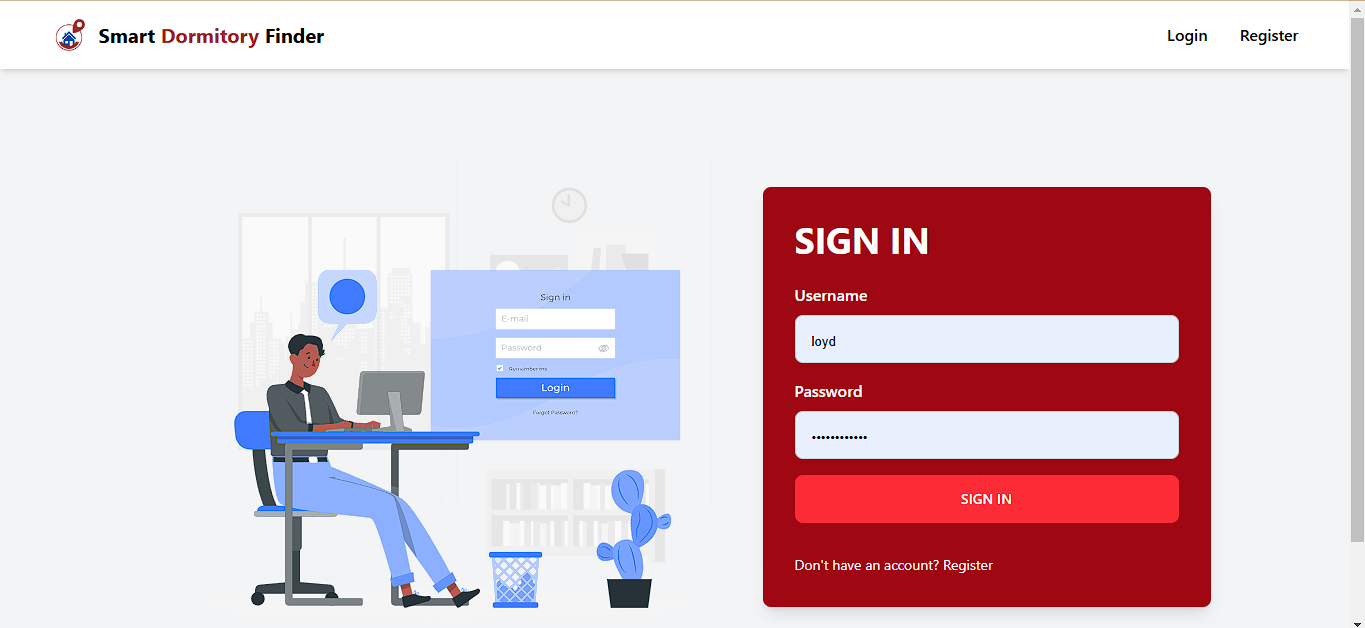 Smart Dormitory Finder
Login
Register
Sign in
E-mail
Password
Remember me
Login
Forgot Password?
SIGN IN
Username
loyd
Password
••••••••••••
SIGN IN
Don't have an account? Register